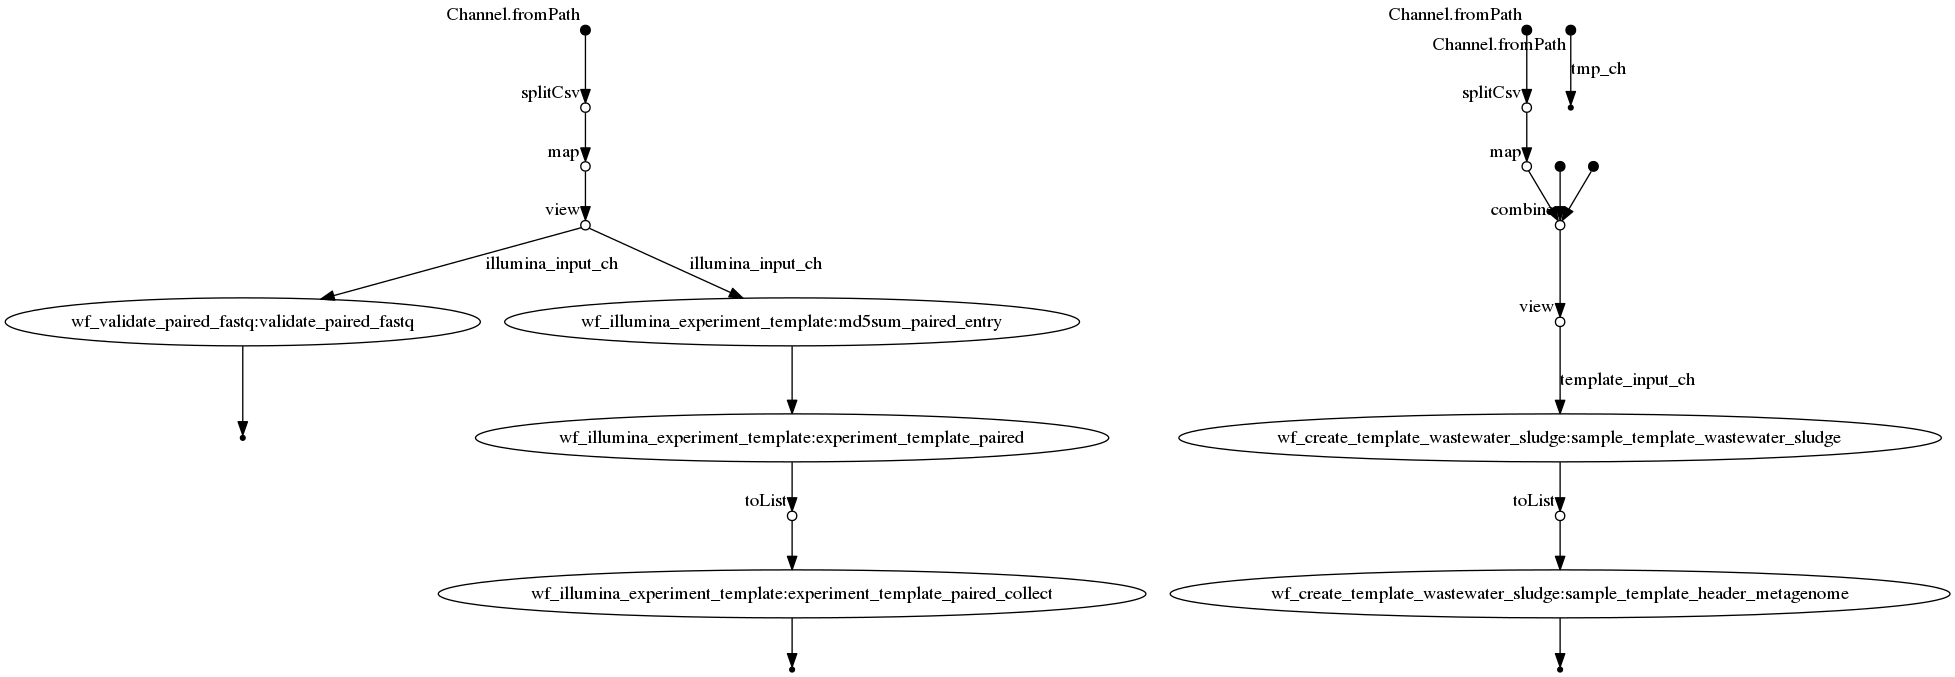 Channel.fromPath
splitCsv
map
view
illumina_input_ch
illumina_input_ch
wf_validate_paired_fastq:validate_paired_fastq
wf_illumina_experiment_template:md5sum_paired_entry
wf_illumina_experiment_template:experiment_template_paired
toList
wf_illumina_experiment_template:experiment_template_paired_collect
Channel.fromPath
Channel.fromPath
tmp_ch
splitCsv
map
combine
view
template_input_ch
wf_create_template_wastewater_sludge:sample_template_wastewater_sludge
toList
wf_create_template_wastewater_sludge:sample_template_header_metagenome